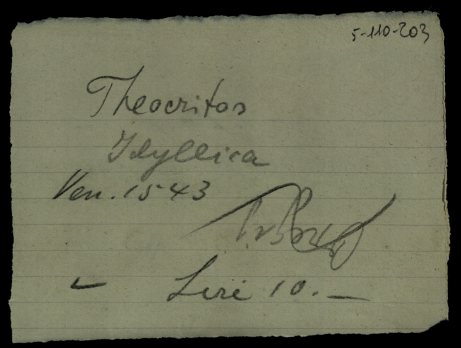 5-110-203
Theocritos
Idyllica
Ven. 1543
Lire 10.—